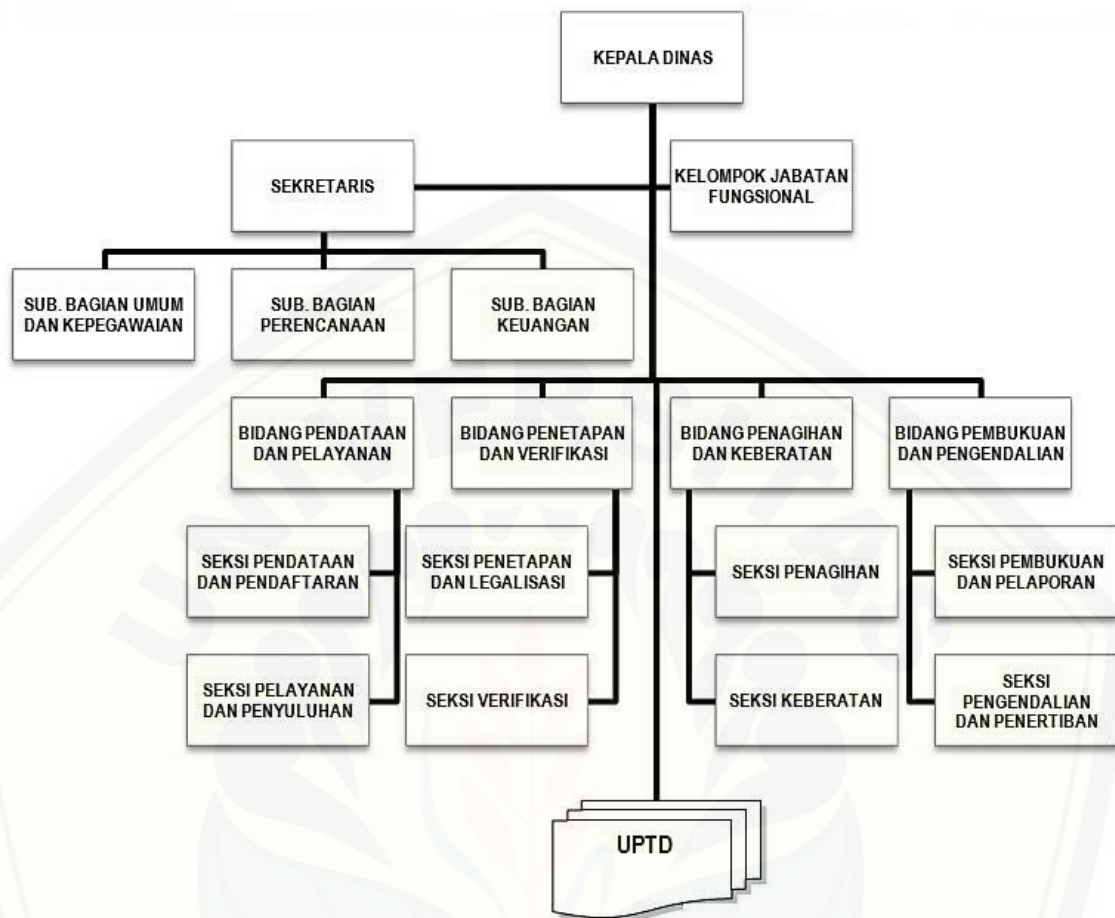 KEPALA DINAS
SEKRETARIS
KELOMPOK JABATAN
FUNGSIONAL
SUB. BAGIAN UMUM
DAN KEPEGAWAIAN
SUB. BAGIAN
PERENCANAAN
SUB. BAGIAN
KEUANGAN
BIDANG PENDATAAN
DAN PELAYANAN
BIDANG PENETAPAN
DAN VERIFIKASI
BIDANG PENAGIHAN
DAN KEBERATAN
BIDANG PEMBUKUAN
DAN PENGENDALIAN
SEKSI PENDATAAN
DAN PENDAFTARAN
SEKSI PENETAPAN
DAN LEGALISASI
SEKSI PENAGIHAN
SEKSI PEMBUKUAN
DAN PELAPORAN
SEKSI PELAYANAN
DAN PENYULUHAN
SEKSI VERIFIKASI
SEKSI KEBERATAN
SEKSI
PENGENDALIAN
DAN PENERTIBAN
UPTD
UNIVERSITAS